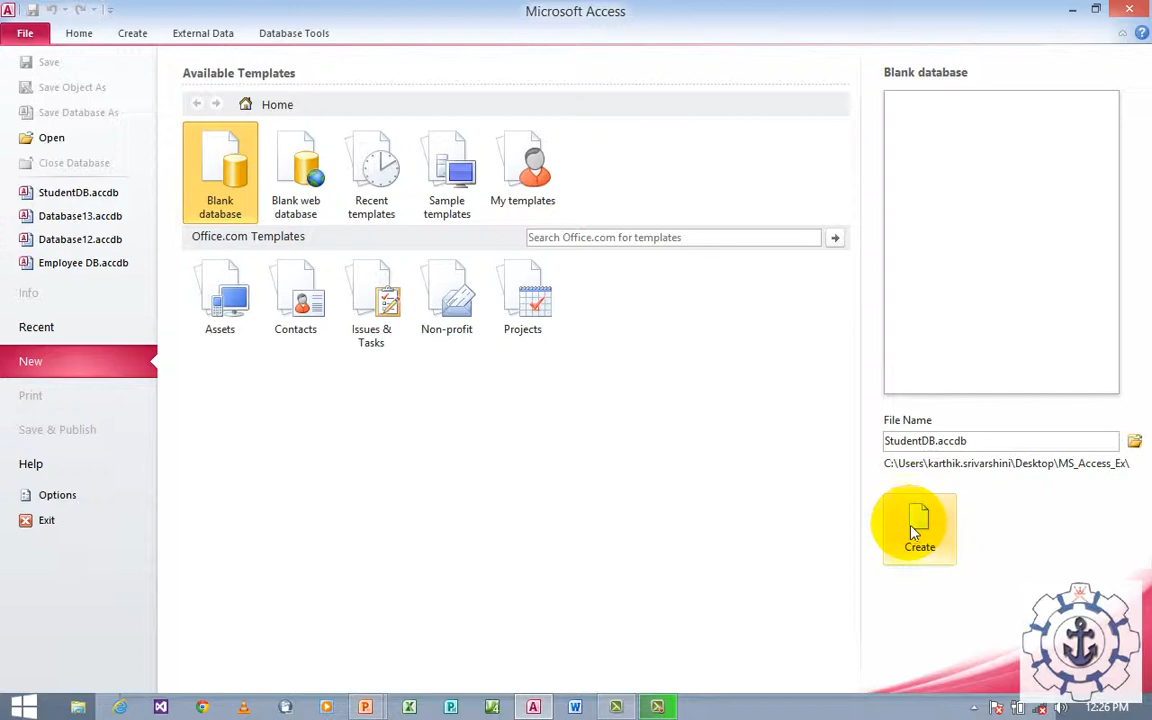 Microsoft Access
File
Home
Create
External Data
Database Tools
Save
Save Object As
Save Database As
Open
Close Database
StudentDB.accdb
Database13.accdb
Database12.accdb
Employee DB.accdb
Info
Recent
New
Print
Save & Publish
Help
Options
Exit
Available Templates
Home
Blank
database
Blank web
database
Recent
templates
Sample
templates
My templates
Office.com Templates
Search Office.com for templates
Assets
Contacts
Issues &
Tasks
Non-profit
Projects
Blank database
File Name
StudentDB.accdb
C:\Users\karthik.srivarshini\Desktop\MS_Access_Ex\
Create
12:26 PM